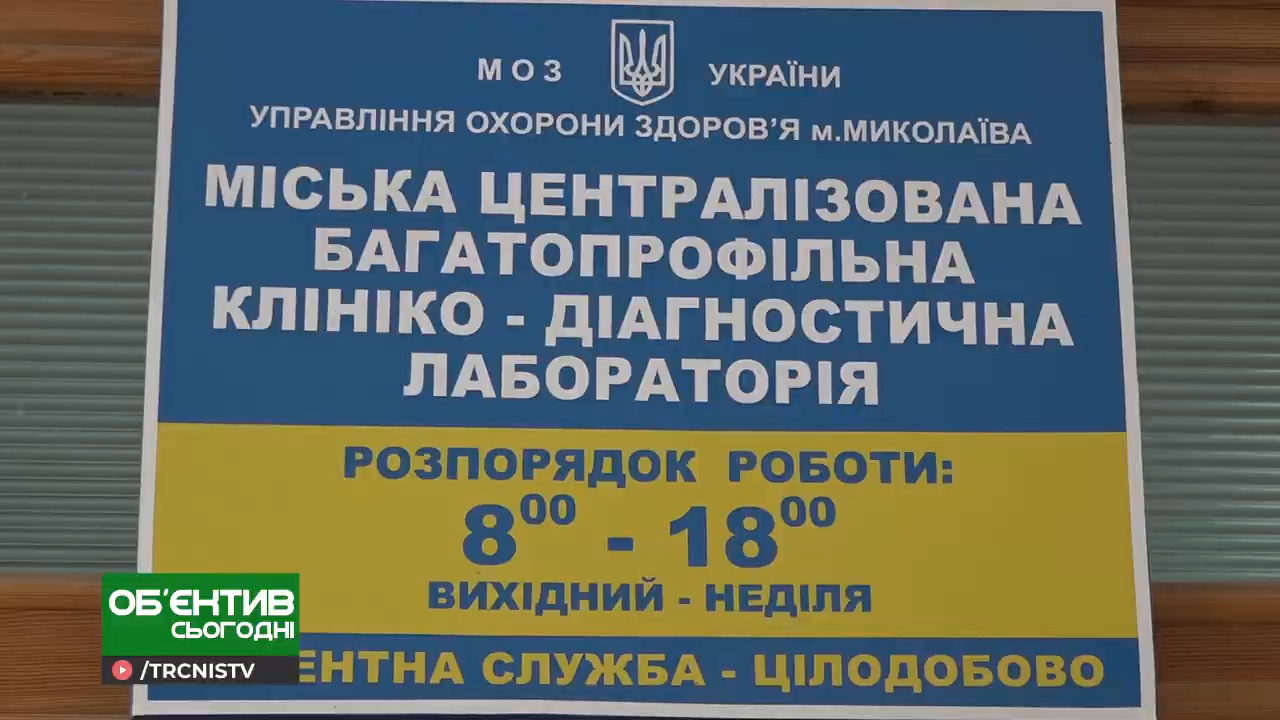 МОЗ УКРАЇНИ
УПРАВЛІННЯ ОХОРОНИ ЗДОРОВ’Я м.МИКОЛАЇВА
МІСЬКА ЦЕНТРАЛІЗОВАНА
БАГАТОПРОФІЛЬНА
КЛІНІКО - ДІАГНОСТИЧНА
ЛАБОРАТОРІЯ
РОЗПОРЯДОК РОБОТИ:
8⁰⁰ - 18⁰⁰
ВИХІДНИЙ - НЕДІЛЯ
ЕНТНА СЛУЖБА - ЦІЛОДОБОВО
ОБ'ЄКТИВ
СЬОГОДНІ
/TRCNISTV